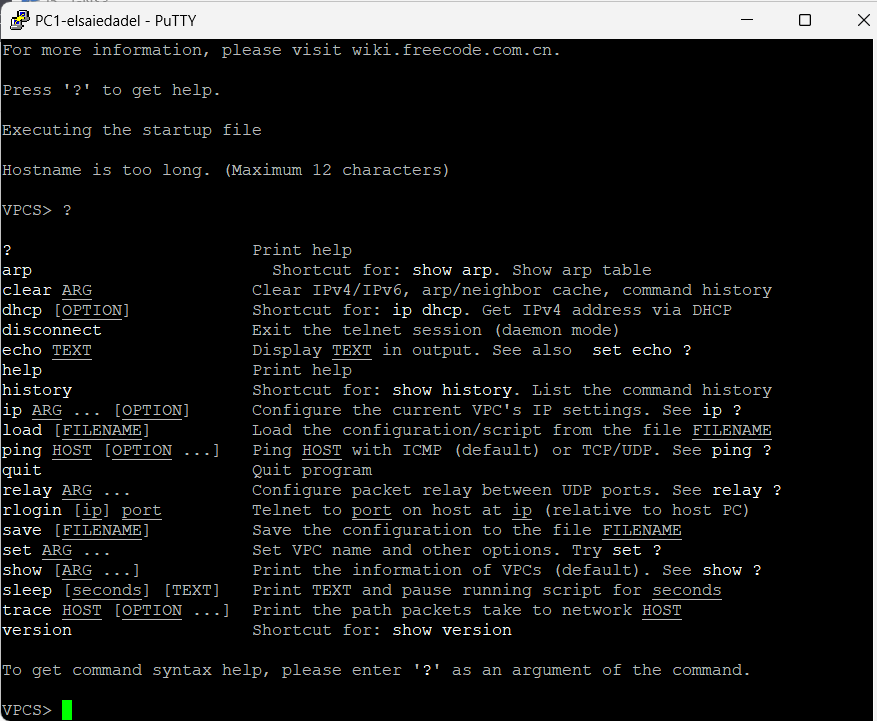 PC1-elsaiedadel - PuTTY
For more information, please visit wiki.freecode.com.cn.
Press '?' to get help.
Executing the startup file
Hostname is too long. (Maximum 12 characters)
VPCS> ?
?                        Print help
arp                        Shortcut for: show arp. Show arp table
clear ARG                Clear IPv4/IPv6, arp/neighbor cache, command history
dhcp [OPTION]            Shortcut for: ip dhcp. Get IPv4 address via DHCP
disconnect               Exit the telnet session (daemon mode)
echo TEXT                Display TEXT in output. See also  set echo ?
help                     Print help
history                  Shortcut for: show history. List the command history
ip ARG ... [OPTION]      Configure the current VPC's IP settings. See ip ?
load [FILENAME]          Load the configuration/script from the file FILENAME
ping HOST [OPTION ...]   Ping HOST with ICMP (default) or TCP/UDP. See ping ?
quit                     Quit program
relay ARG ...            Configure packet relay between UDP ports. See relay ?
rlogin [ip] port         Telnet to port on host at ip (relative to host PC)
save [FILENAME]          Save the configuration to the file FILENAME
set ARG ...              Set VPC name and other options. Try set ?
show [ARG ...]           Print the information of VPCs (default). See show ?
sleep [seconds] [TEXT]   Print TEXT and pause running script for seconds
trace HOST [OPTION ...]  Print the path packets take to network HOST
version                  Shortcut for: show version
To get command syntax help, please enter '?' as an argument of the command.
VPCS>